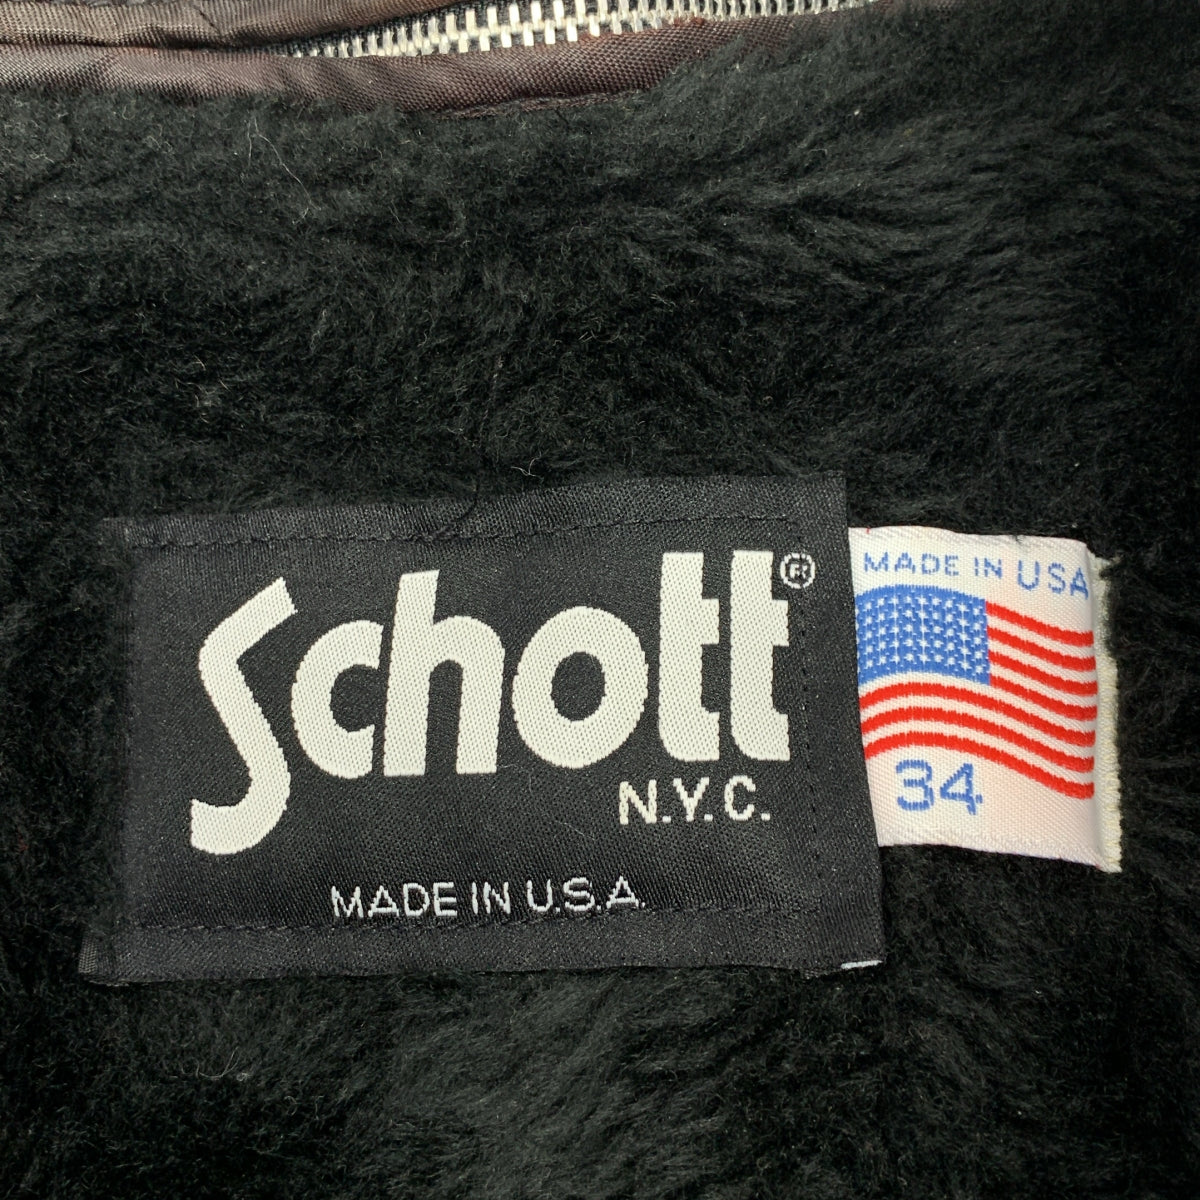 Schott®
N.Y.C.
MADE IN U.S.A.
MADE IN USA
34